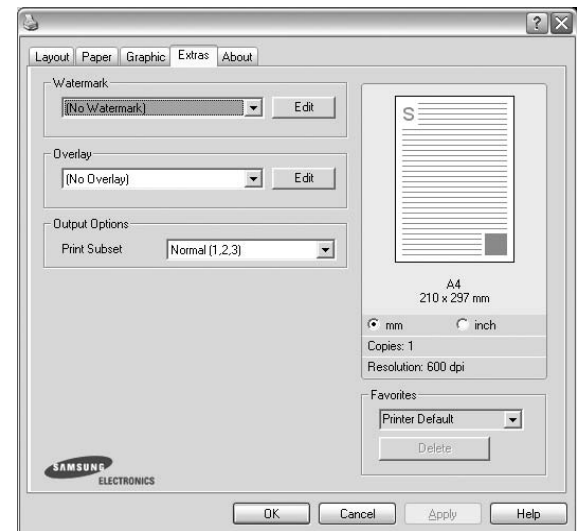 Layout Paper Graphic Extras About
Watermark
(No Watermark) Edit
Overlay
(No Overlay) Edit
Output Options
Print Subset Normal (1,2,3)
S
A4
210 x 297 mm
mm inch
Copies: 1
Resolution: 600 dpi
Favorites
Printer Default
Delete
SAMSUNG
ELECTRONICS
OK Cancel Apply Help